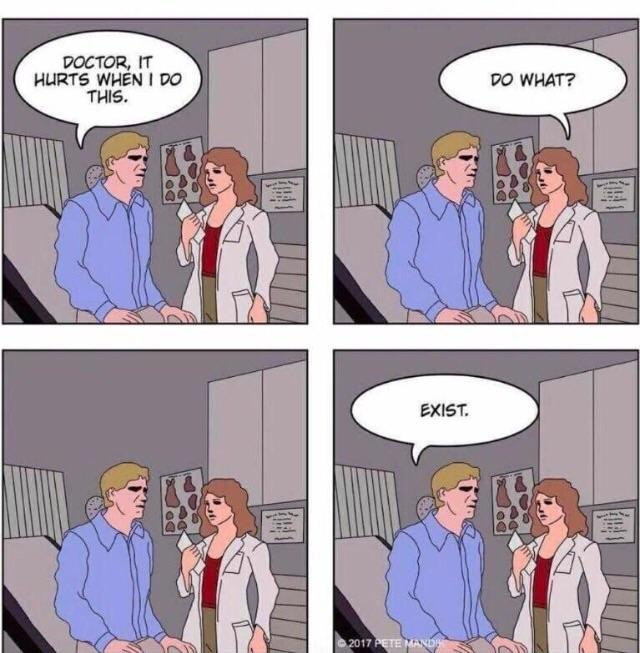 DOCTOR, IT
HURTS WHEN I DO
THIS.
DO WHAT?
EXIST.
© 2017 PETE MANDIK